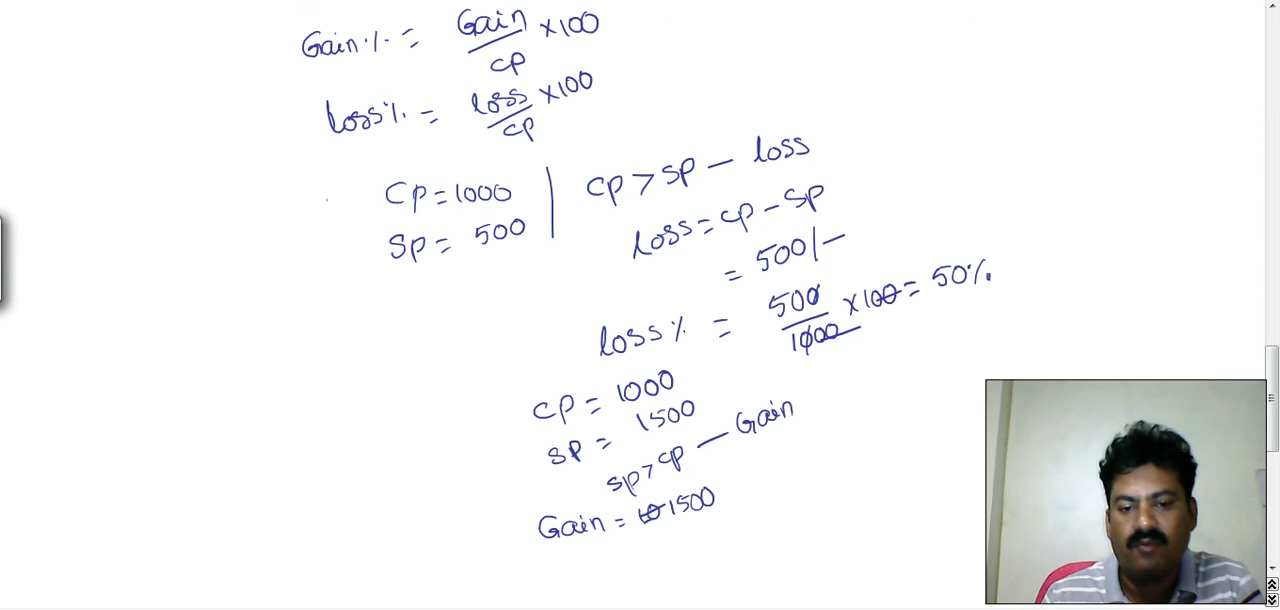 Gain % = Gain/CP × 100
Loss % = Loss/CP × 100
CP = 1000 | CP > SP – Loss
SP = 500 | Loss = CP – SP
= 500/–
Loss % = 500/1000 × 100 = 50%
CP = 1000
SP = 1500
SP > CP – Gain
Gain = 1500